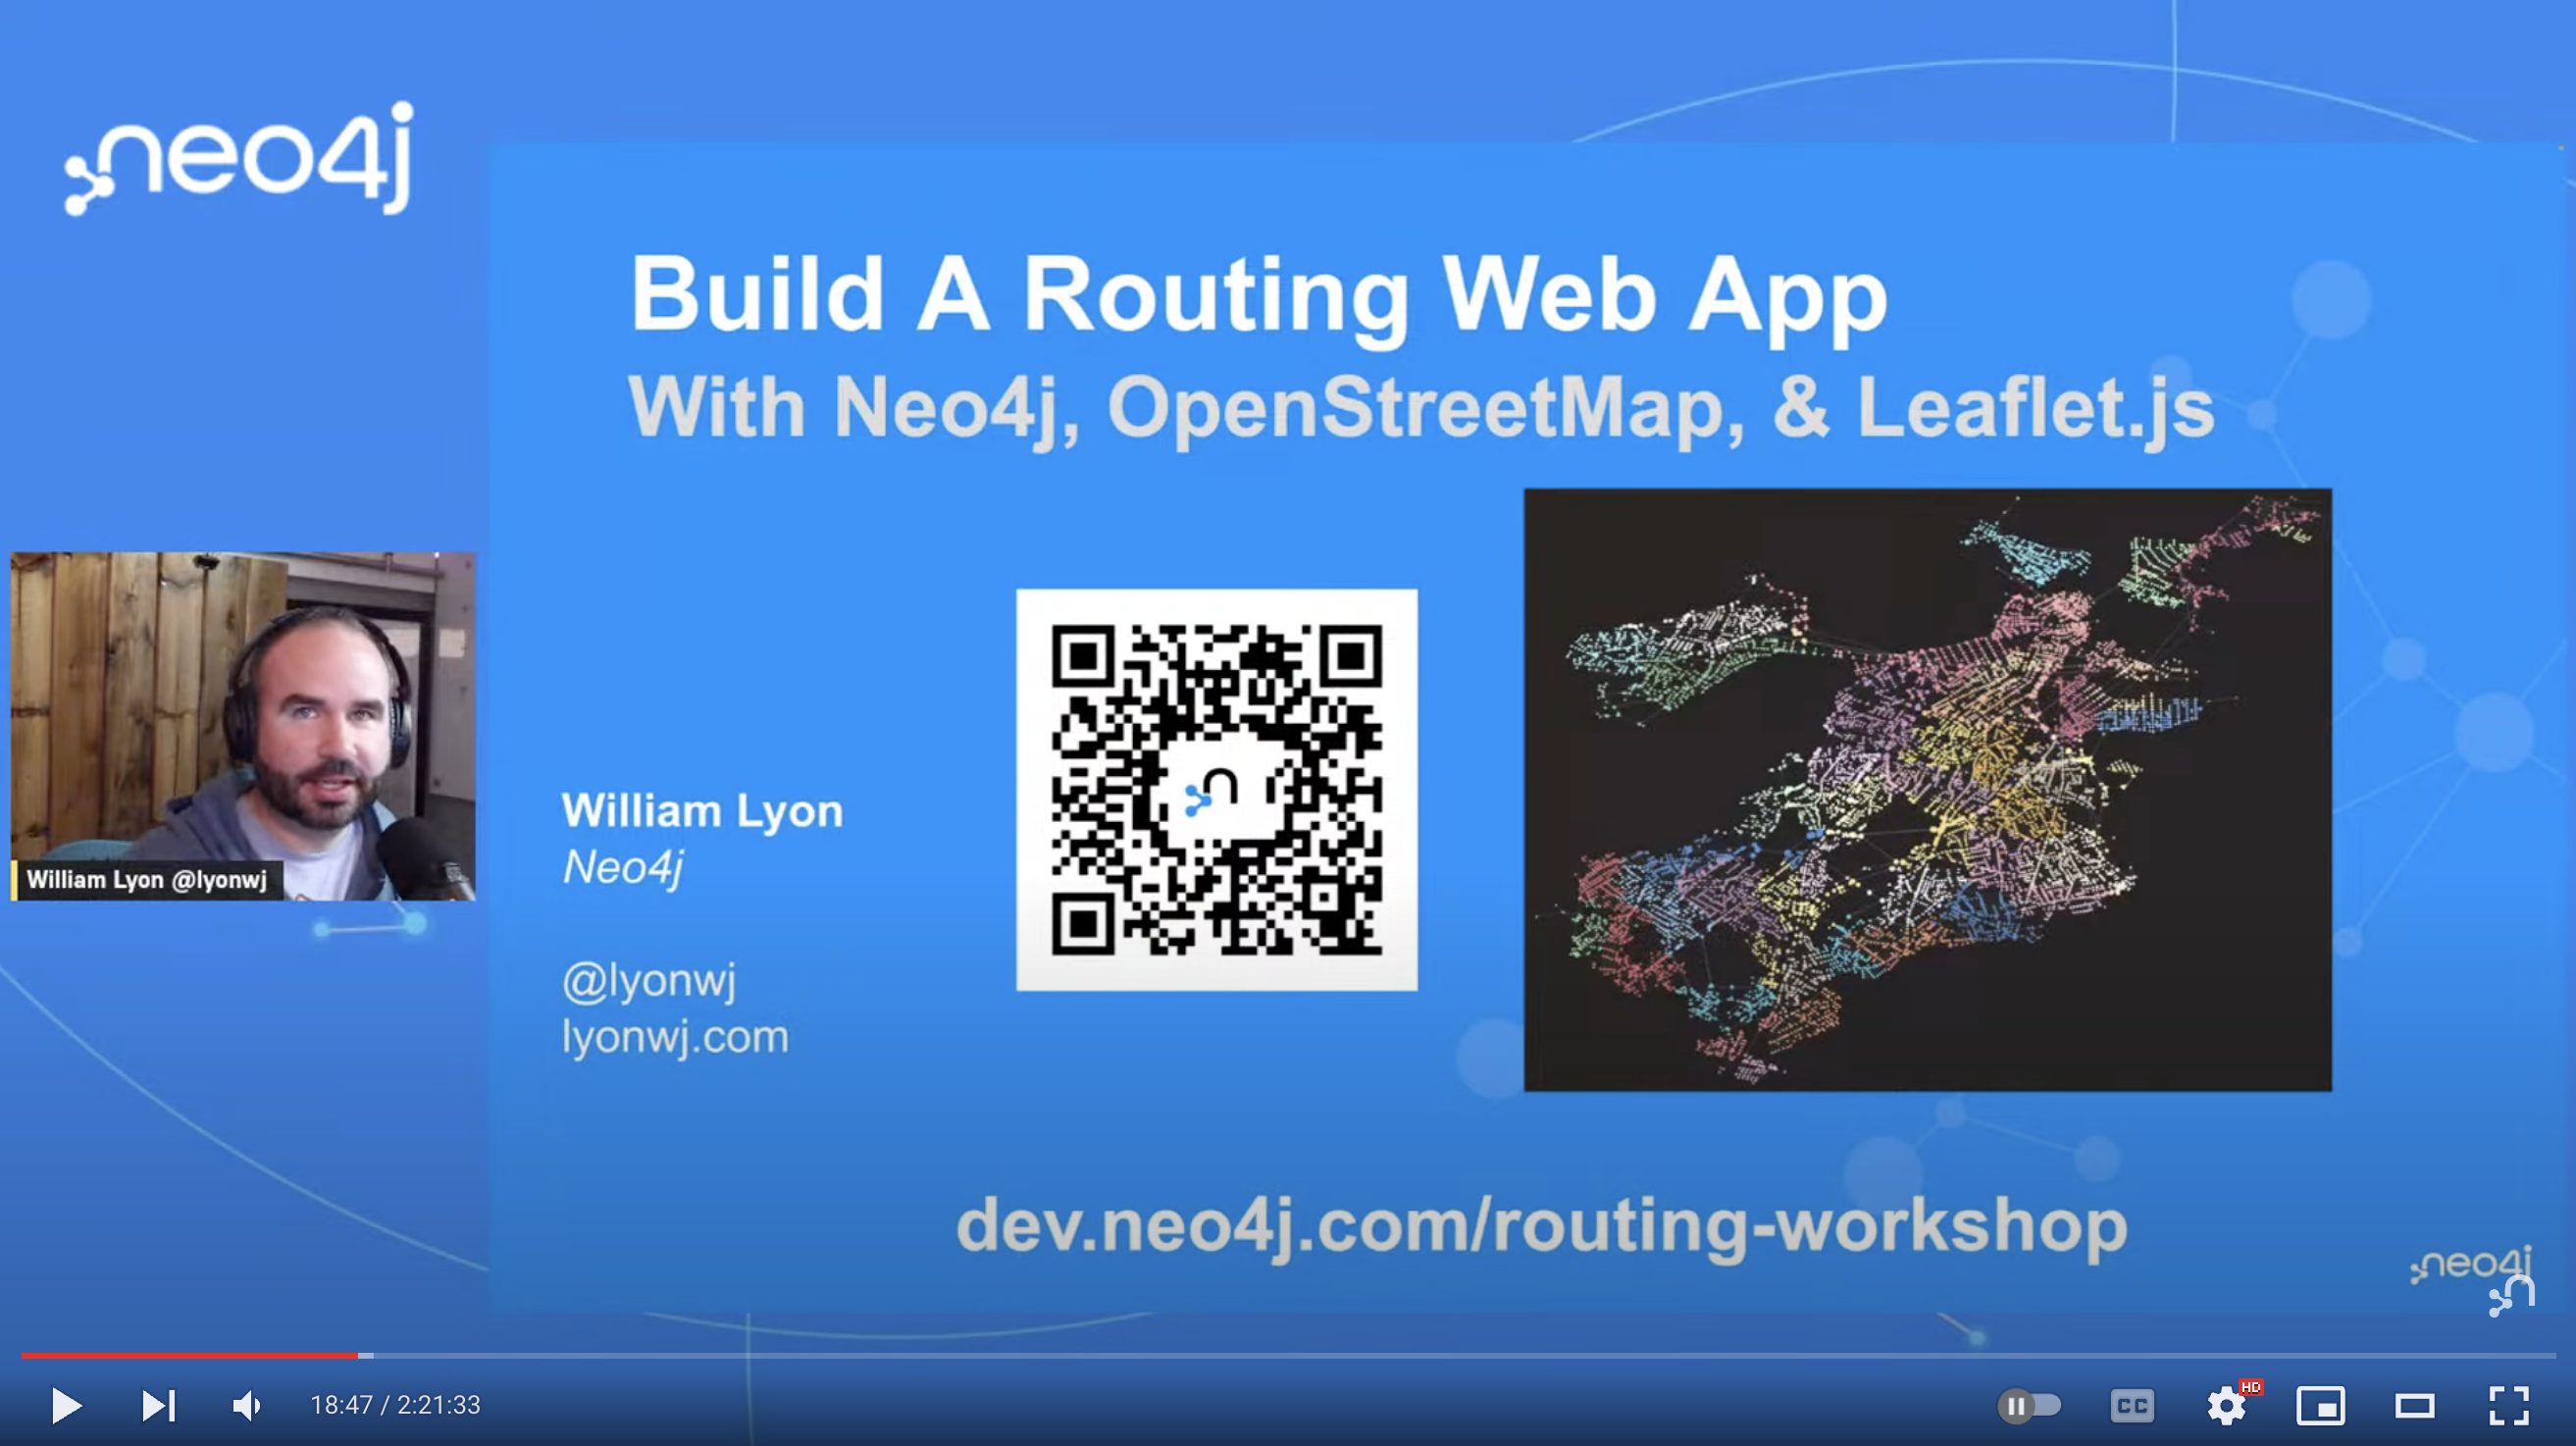 neo4j
Build A Routing Web App
With Neo4j, OpenStreetMap, & Leaflet.js
William Lyon @lyonwj
William Lyon
Neo4j
@lyonwj
lyonwj.com
n
dev.neo4j.com/routing-workshop
neo4j
n
18:47 / 2:21:33
CC
HD